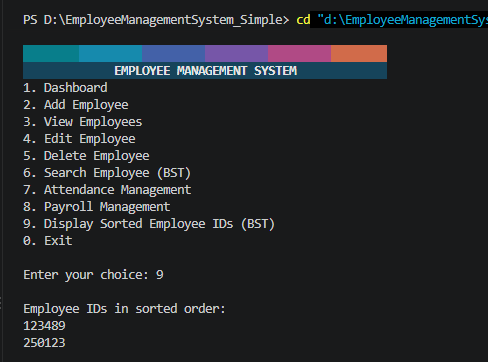 PS D:\EmployeeManagementSystem_Simple> cd "d:\EmployeeManagementSys
EMPLOYEE MANAGEMENT SYSTEM
1. Dashboard
2. Add Employee
3. View Employees
4. Edit Employee
5. Delete Employee
6. Search Employee (BST)
7. Attendance Management
8. Payroll Management
9. Display Sorted Employee IDs (BST)
0. Exit
Enter your choice: 9
Employee IDs in sorted order:
123489
250123